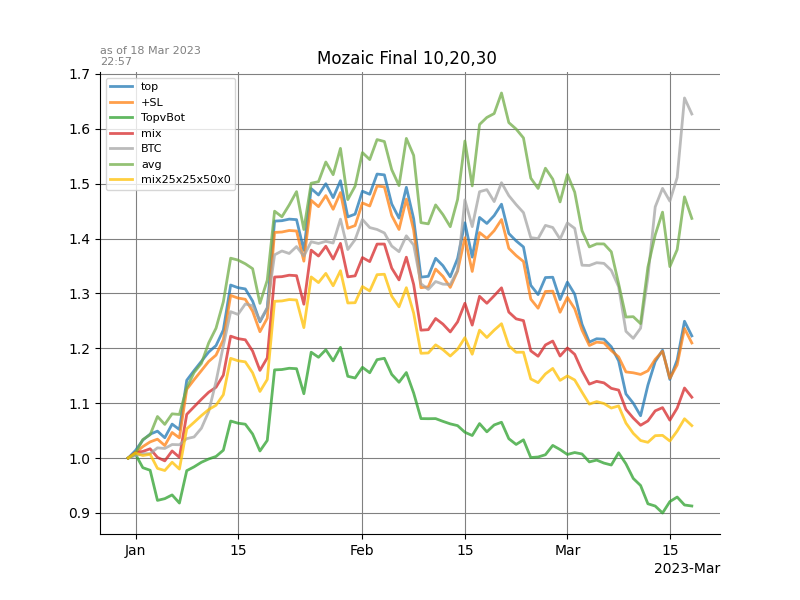 as of 18 Mar 2023
22:57
Mozaic Final 10,20,30
1.7
1.6
1.5
1.4
1.3
1.2
1.1
1.0
0.9
top
+SL
TopvBot
mix
BTC
avg
mix25x25x50x0
Jan
15
Feb
15
Mar
15
2023-Mar